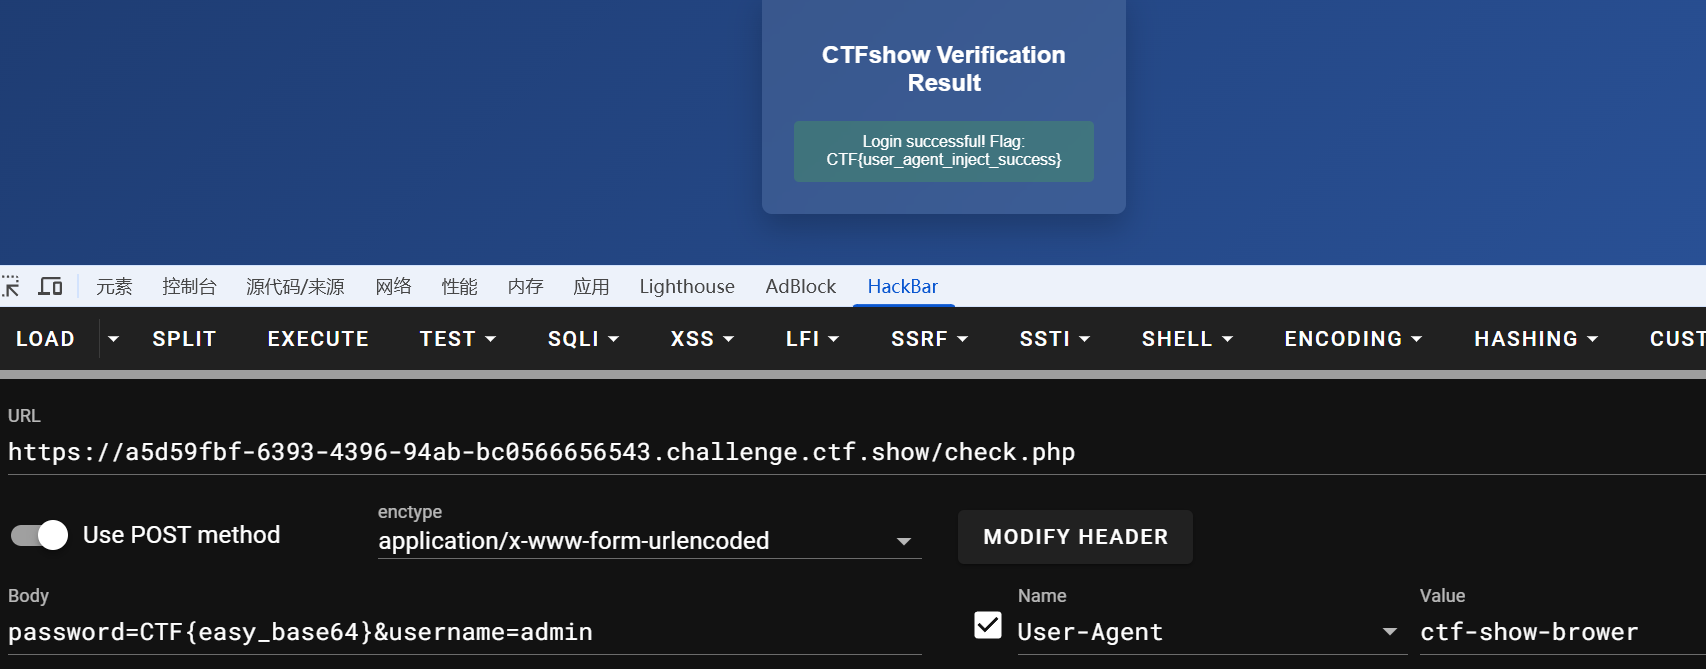 CTFshow Verification
Result
Login successful! Flag:
CTF{user_agent_inject_success}
元素 控制台 源代码/来源 网络 性能 内存 应用 Lighthouse AdBlock HackBar
LOAD SPLIT EXECUTE TEST SQLI XSS LFI SSRF SSTI SHELL ENCODING HASHING CUST
URL
https://a5d59fbf-6393-4396-94ab-bc0566656543.challenge.ctf.show/check.php
Use POST method
enctype
application/x-www-form-urlencoded
MODIFY HEADER
Body
password=CTF{easy_base64}&username=admin
Name
User-Agent
Value
ctf-show-brower